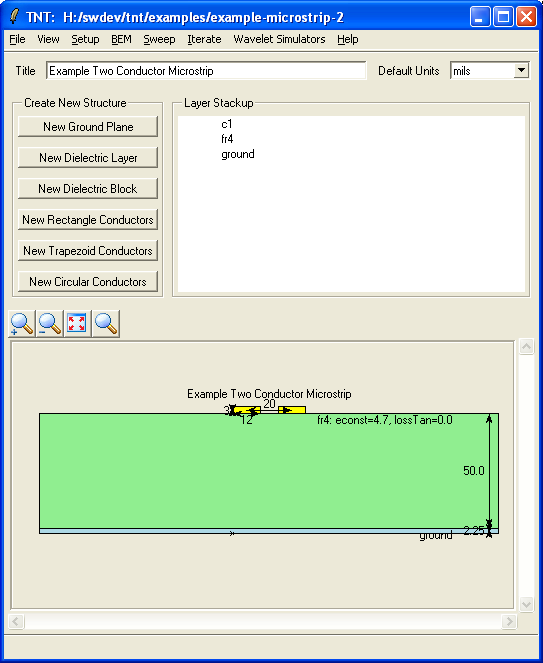 TNT: H:/swdev/tnt/examples/example-microstrip-2
File View Setup BEM Sweep Iterate Wavelet Simulators Help
Title Example Two Conductor Microstrip Default Units mils
Create New Structure
New Ground Plane
New Dielectric Layer
New Dielectric Block
New Rectangle Conductors
New Trapezoid Conductors
New Circular Conductors
Layer Stackup
c1
fr4
ground
Example Two Conductor Microstrip
20
3
12
fr4: econst=4.7, lossTan=0.0
50.0
2.25
ground